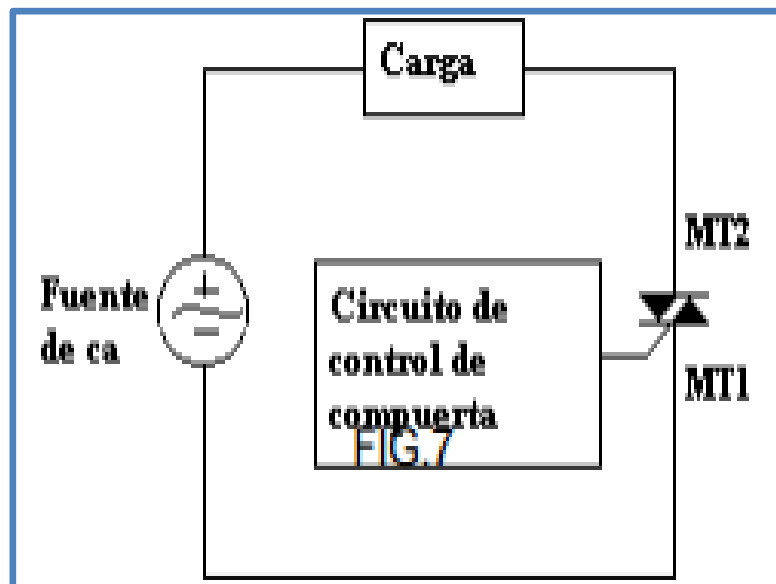 Carga
MT2
Fuente
de ca
Circuito de
control de
compuerta
FIG.7
MT1